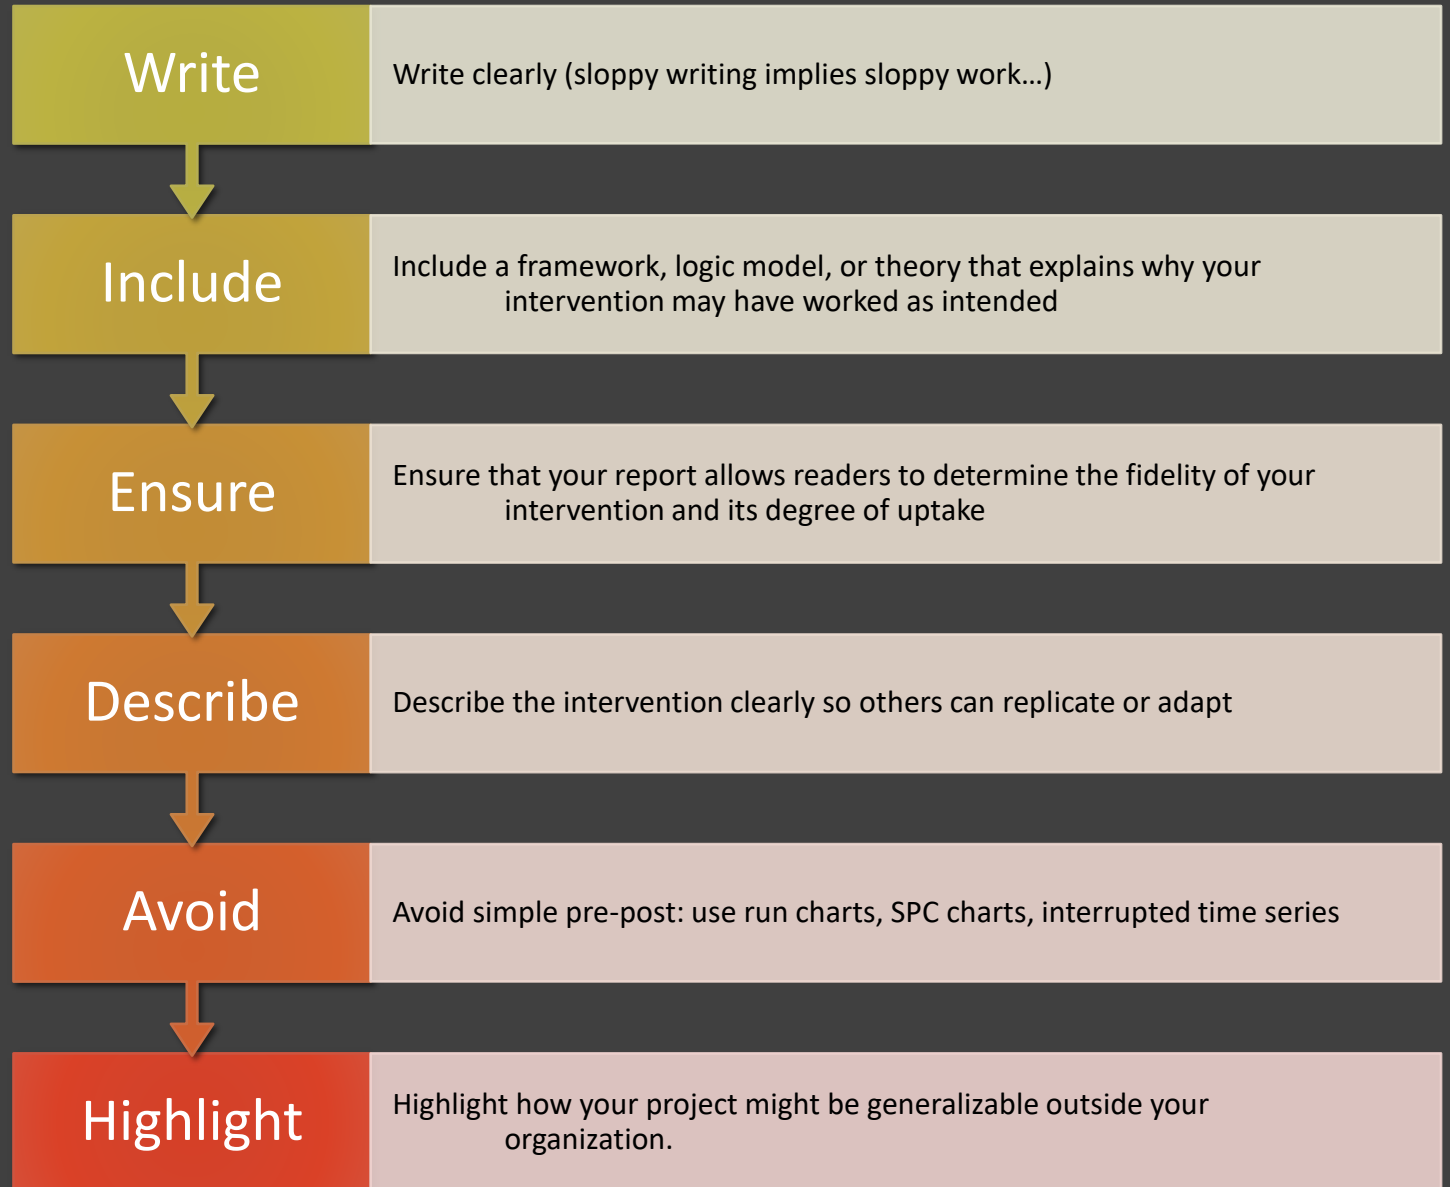 Write
Write clearly (sloppy writing implies sloppy work...)
Include
Include a framework, logic model, or theory that explains why your
intervention may have worked as intended
Ensure
Ensure that your report allows readers to determine the fidelity of your
intervention and its degree of uptake
Describe
Describe the intervention clearly so others can replicate or adapt
Avoid
Avoid simple pre-post: use run charts, SPC charts, interrupted time series
Highlight
Highlight how your project might be generalizable outside your
organization.